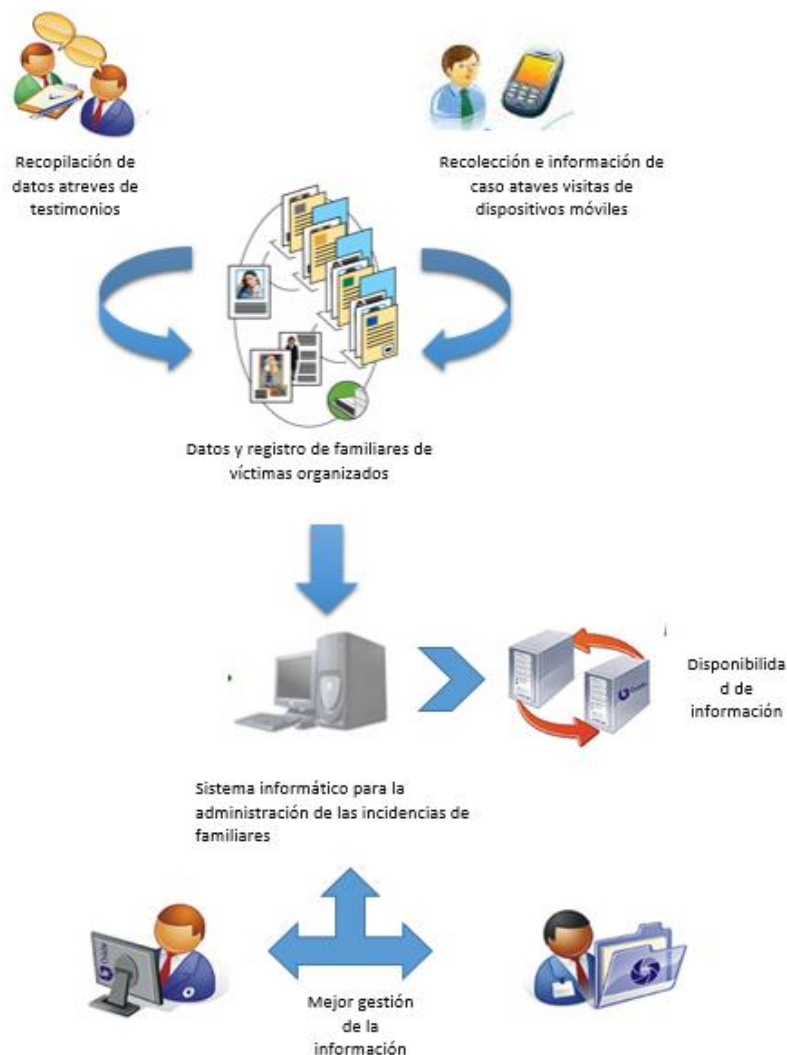 Recopilación de
datos atreves de
testimonios
Recolección e información de
caso ataves visitas de
dispositivos móviles
Datos y registro de familiares de
víctimas organizados
Disponibilida
d de
información
Sistema informático para la
administración de las incidencias de
familiares
Mejor gestión
de la
información